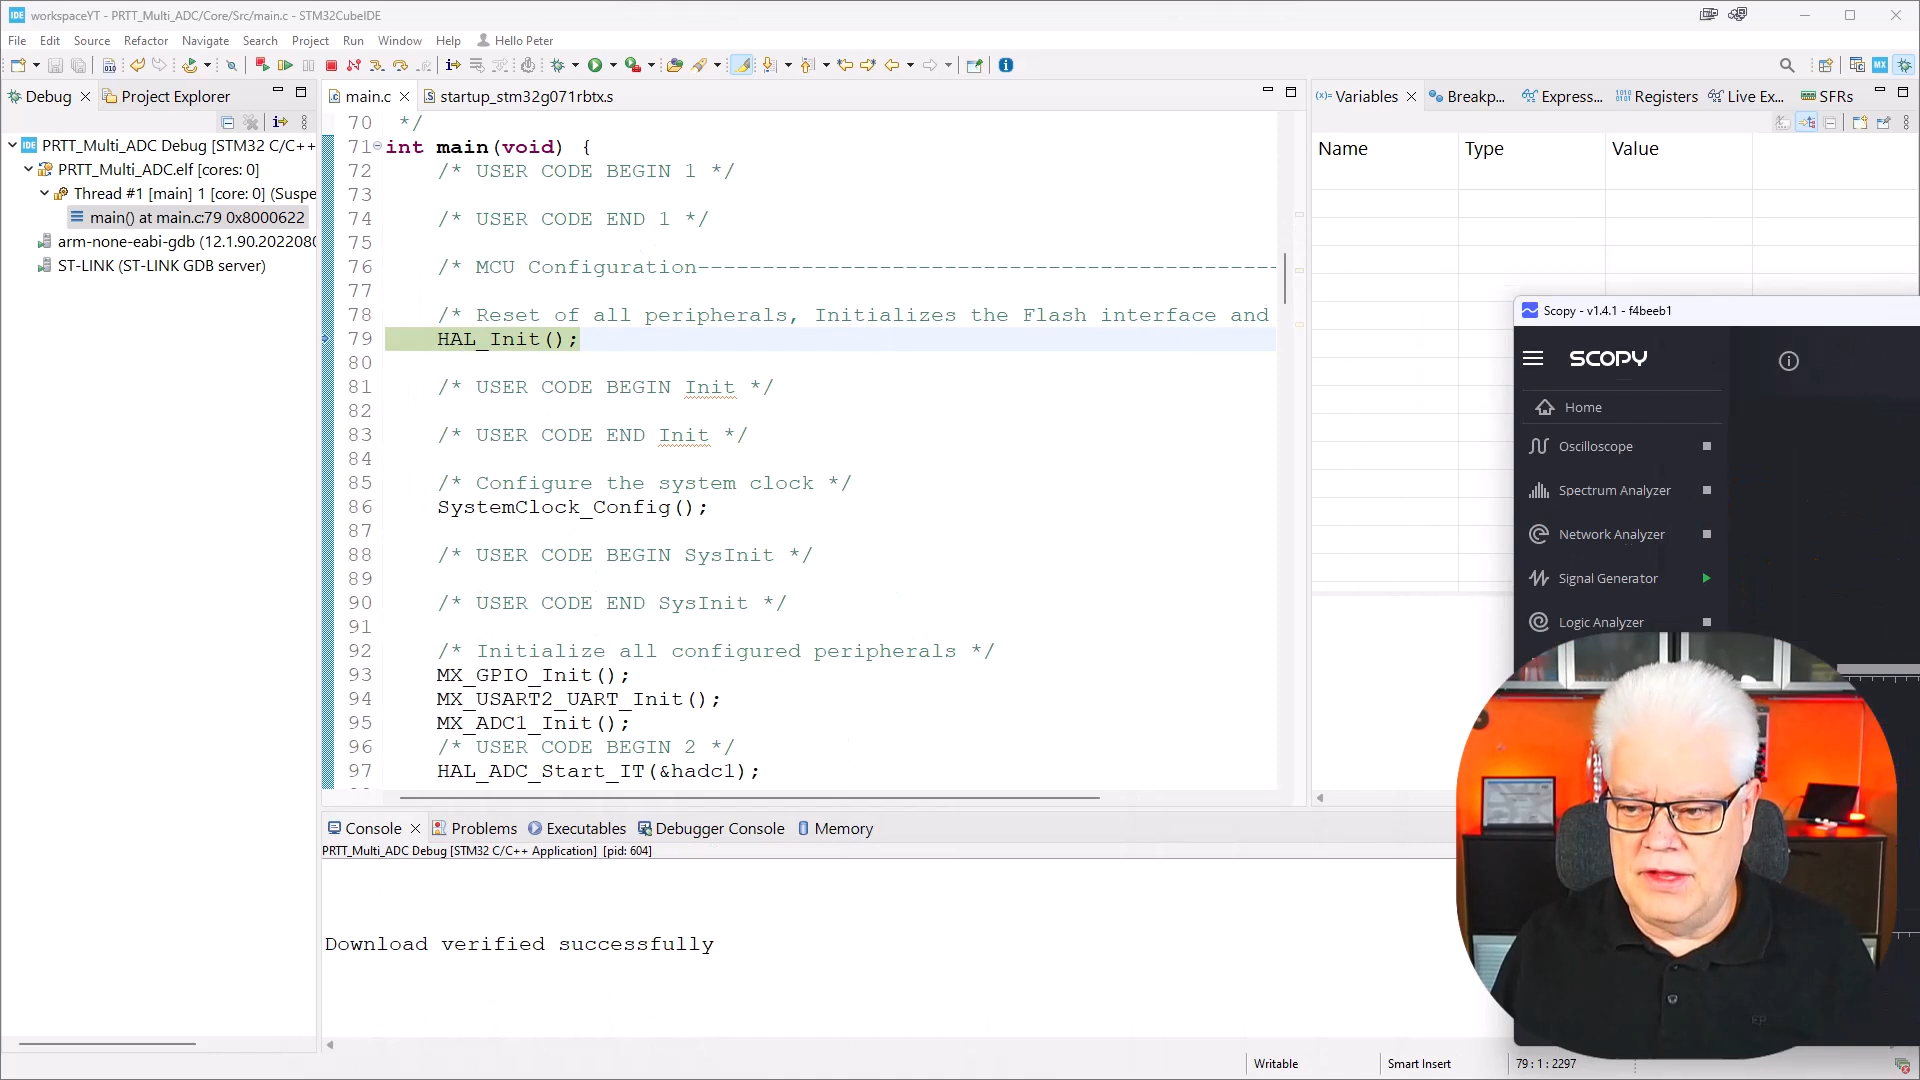 workspaceYT - PRTT_Multi_ADC/Core/Src/main.c - STM32CubeIDE
File Edit Source Refactor Navigate Search Project Run Window Help Hello Peter
Debug Project Explorer
main.c startup_stm32g071rbtx.s
(x)= Variables Breakp... Express... Registers Live Ex... SFRs
PRTT_Multi_ADC Debug [STM32 C/C++
PRTT_Multi_ADC.elf [cores: 0]
Thread #1 [main] 1 [core: 0] (Suspe
main() at main.c:79 0x8000622
arm-none-eabi-gdb (12.1.90.2022080
ST-LINK (ST-LINK GDB server)
70 */
71 int main(void) {
72 /* USER CODE BEGIN 1 */
73
74 /* USER CODE END 1 */
75
76 /* MCU Configuration---------------------------------------------
77
78 /* Reset of all peripherals, Initializes the Flash interface and
79 HAL_Init();
80
81 /* USER CODE BEGIN Init */
82
83 /* USER CODE END Init */
84
85 /* Configure the system clock */
86 SystemClock_Config();
87
88 /* USER CODE BEGIN SysInit */
89
90 /* USER CODE END SysInit */
91
92 /* Initialize all configured peripherals */
93 MX_GPIO_Init();
94 MX_USART2_UART_Init();
95 MX_ADC1_Init();
96 /* USER CODE BEGIN 2 */
97 HAL_ADC_Start_IT(&hadc1);
Name Type Value
Scopy - v1.4.1 - f4beeb1
SCOPY
Home
Oscilloscope
Spectrum Analyzer
Network Analyzer
Signal Generator
Logic Analyzer
Console Problems Executables Debugger Console Memory
PRTT_Multi_ADC Debug [STM32 C/C++ Application] [pid: 604]
Download verified successfully
Writable Smart Insert 79 : 1 : 2297